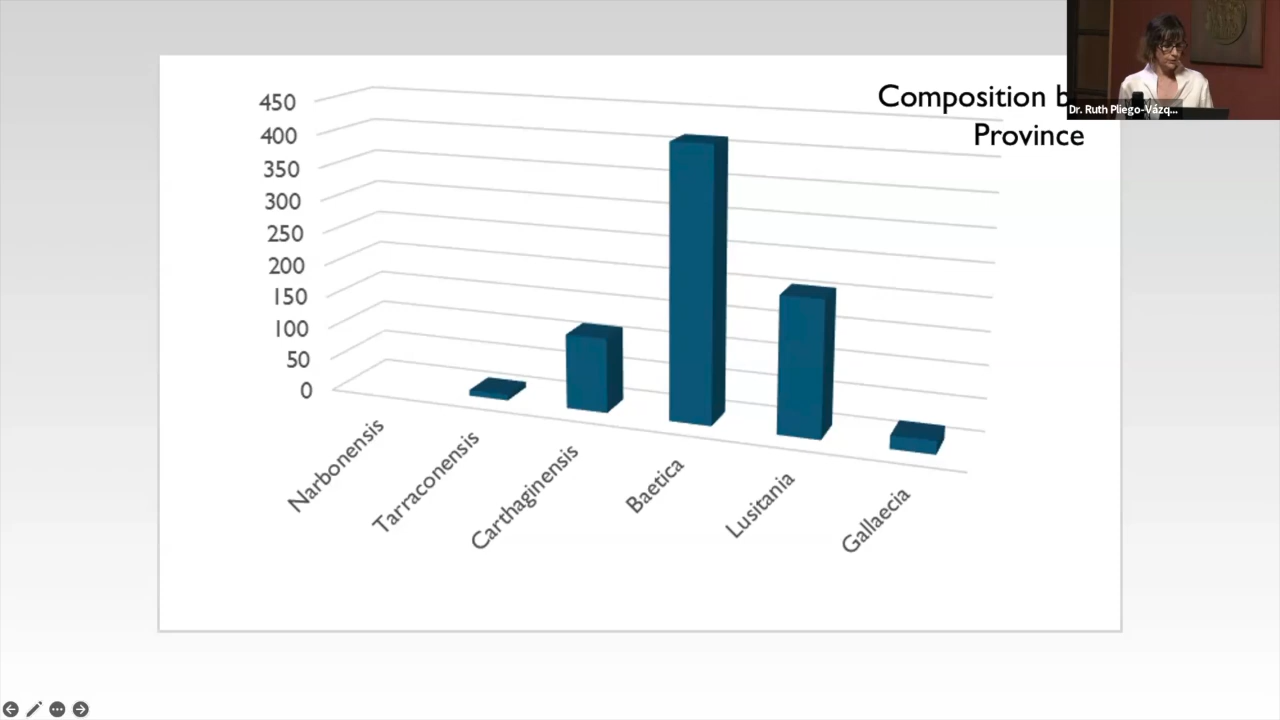 Composition b
Province
Dr. Ruth Pliego-Vázq...
450
400
350
300
250
200
150
100
50
0
Narbonensis
Tarraconensis
Carthaginensis
Baetica
Lusitania
Gallaecia